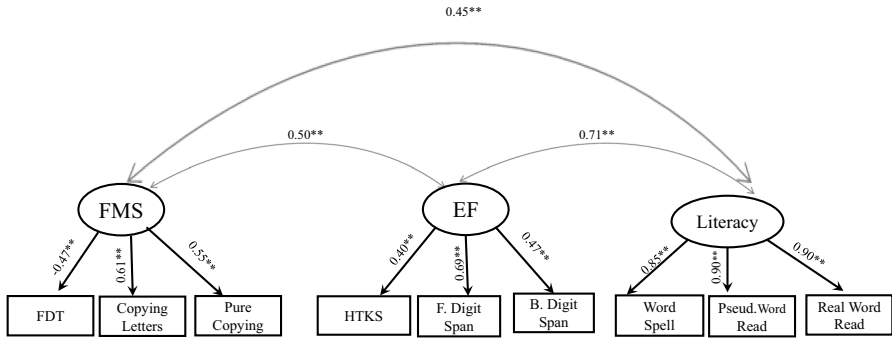 0.45**
0.50**
0.71**
FMS
EF
Literacy
-0.47**
0.61**
0.55**
0.40**
0.69**
0.47**
0.85**
0.90**
0.90**
FDT
Copying
Letters
Pure
Copying
HTKS
F. Digit
Span
B. Digit
Span
Word
Spell
Pseud.Word
Read
Real Word
Read